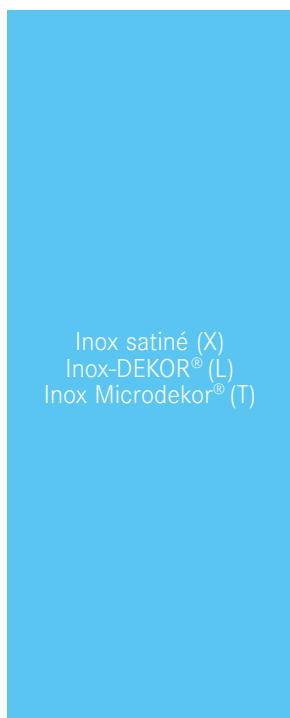 Inox satiné (X)
Inox-DEKOR® (L)
Inox Microdekor® (T)